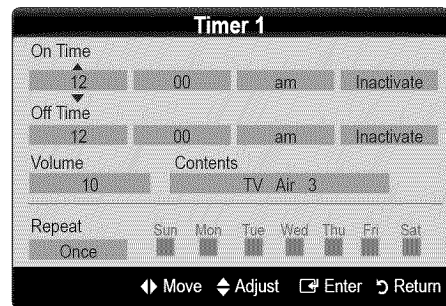 Timer 1
On Time
12 00 am Inactivate
Off Time
12 00 am Inactivate
Volume Contents
10 TV Air 3
Repeat Sun Mon Tue Wed Thu Fri Sat
Once
Move Adjust Enter Return